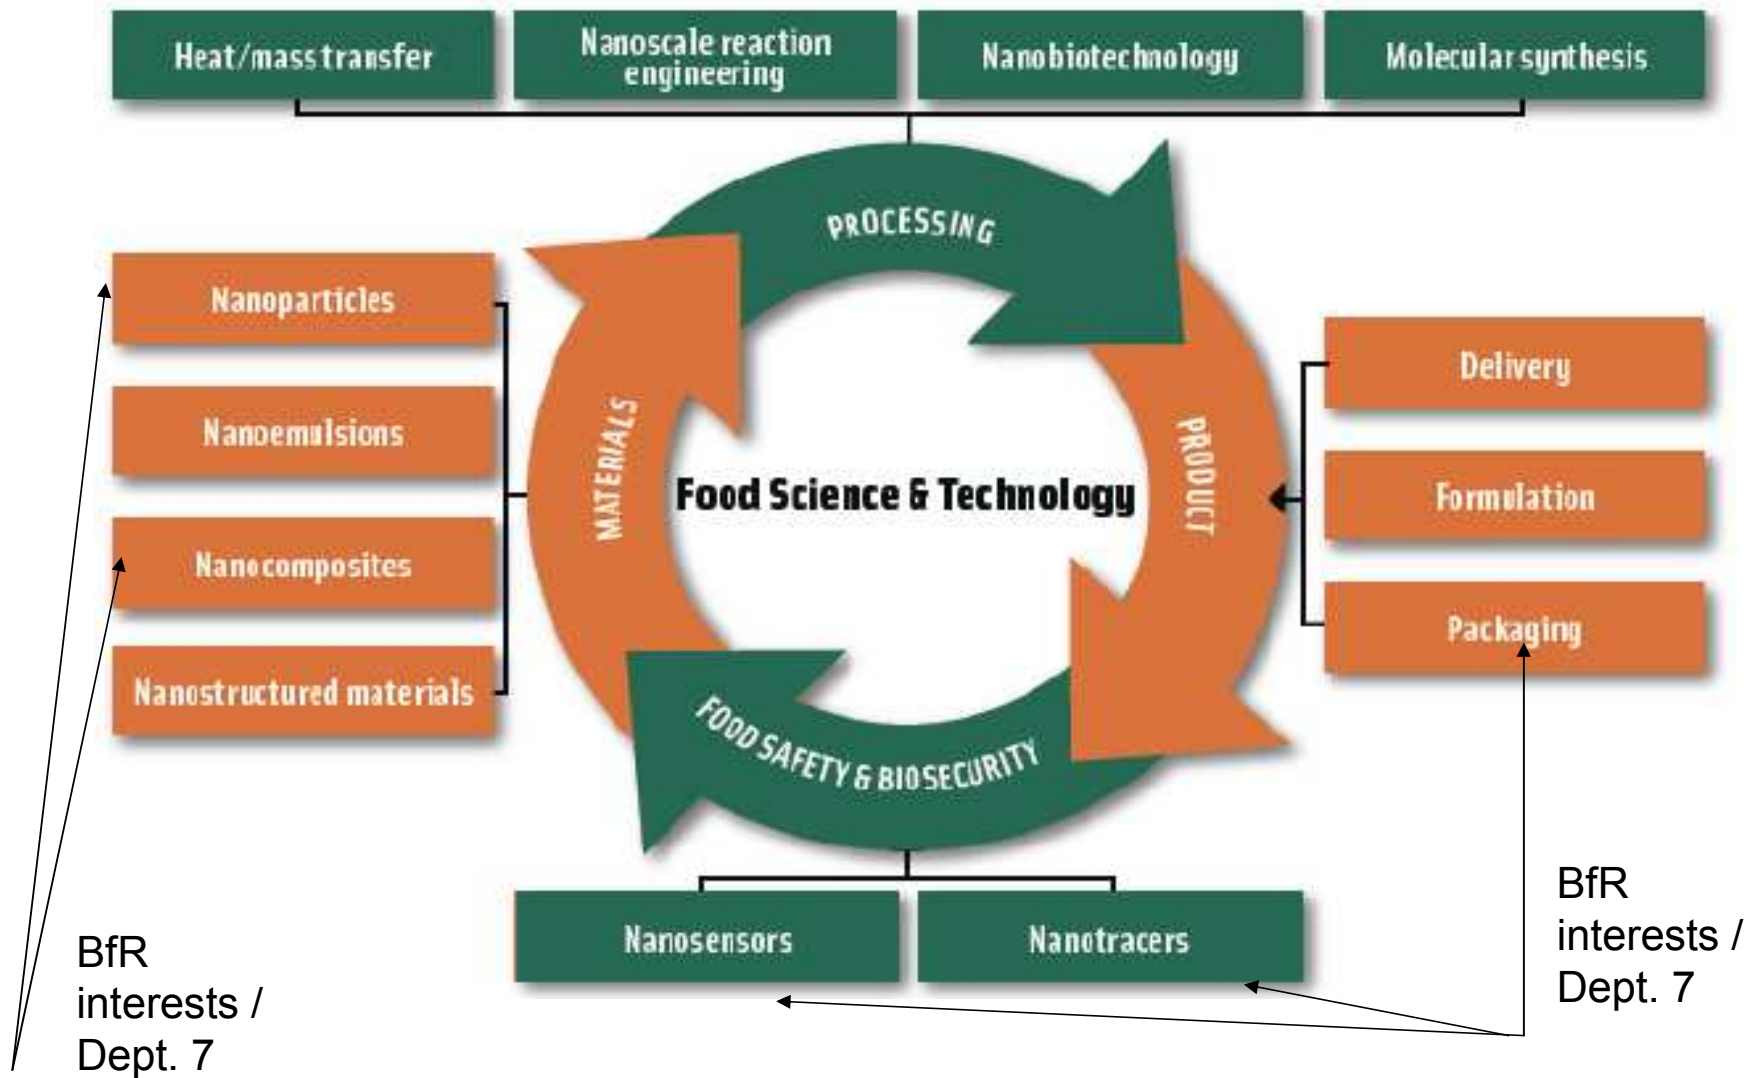 Heat/mass transfer
Nanoscale reaction
engineering
Nanobiotechnology
Molecular synthesis
PROCESSING
Nanoparticles
Nanoemulsions
Nanocomposites
Nanostructured materials
MATERIALS
Food Science & Technology
PRODUCT
Delivery
Formulation
Packaging
FOOD SAFETY & BIOSECURITY
Nanosensors
Nanotracers
BfR
interests /
Dept. 7
BfR
interests /
Dept. 7